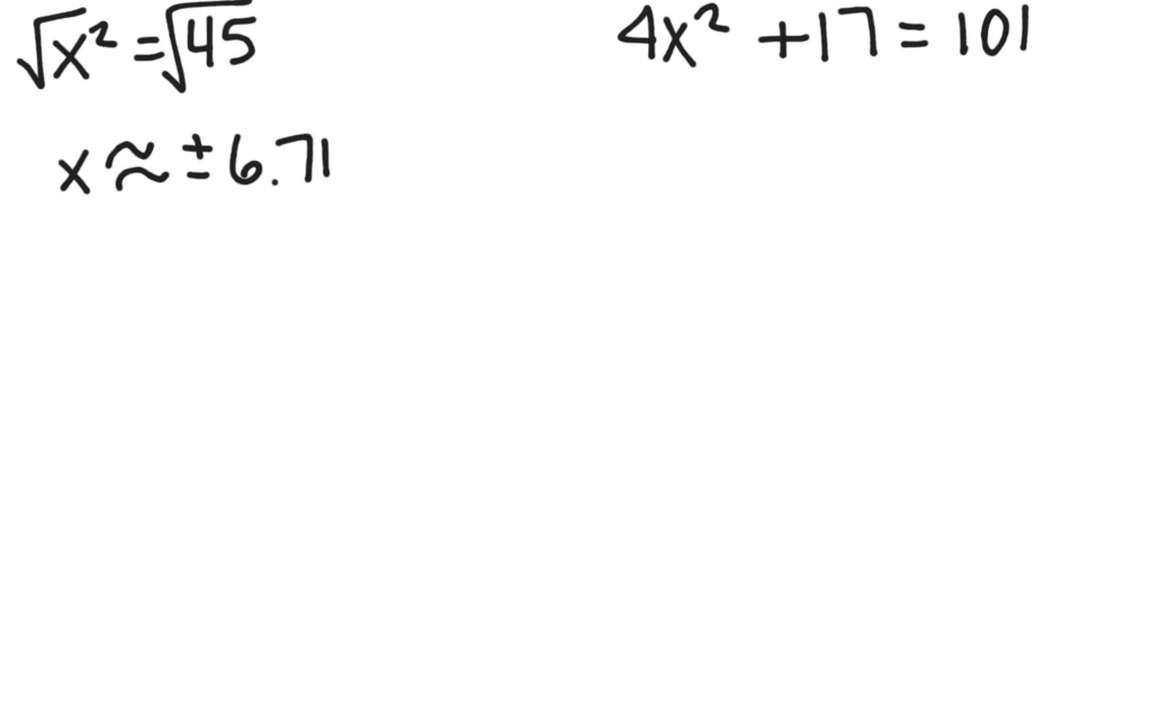 √x² = √45
x ≈ ± 6.71
4x² + 17 = 101